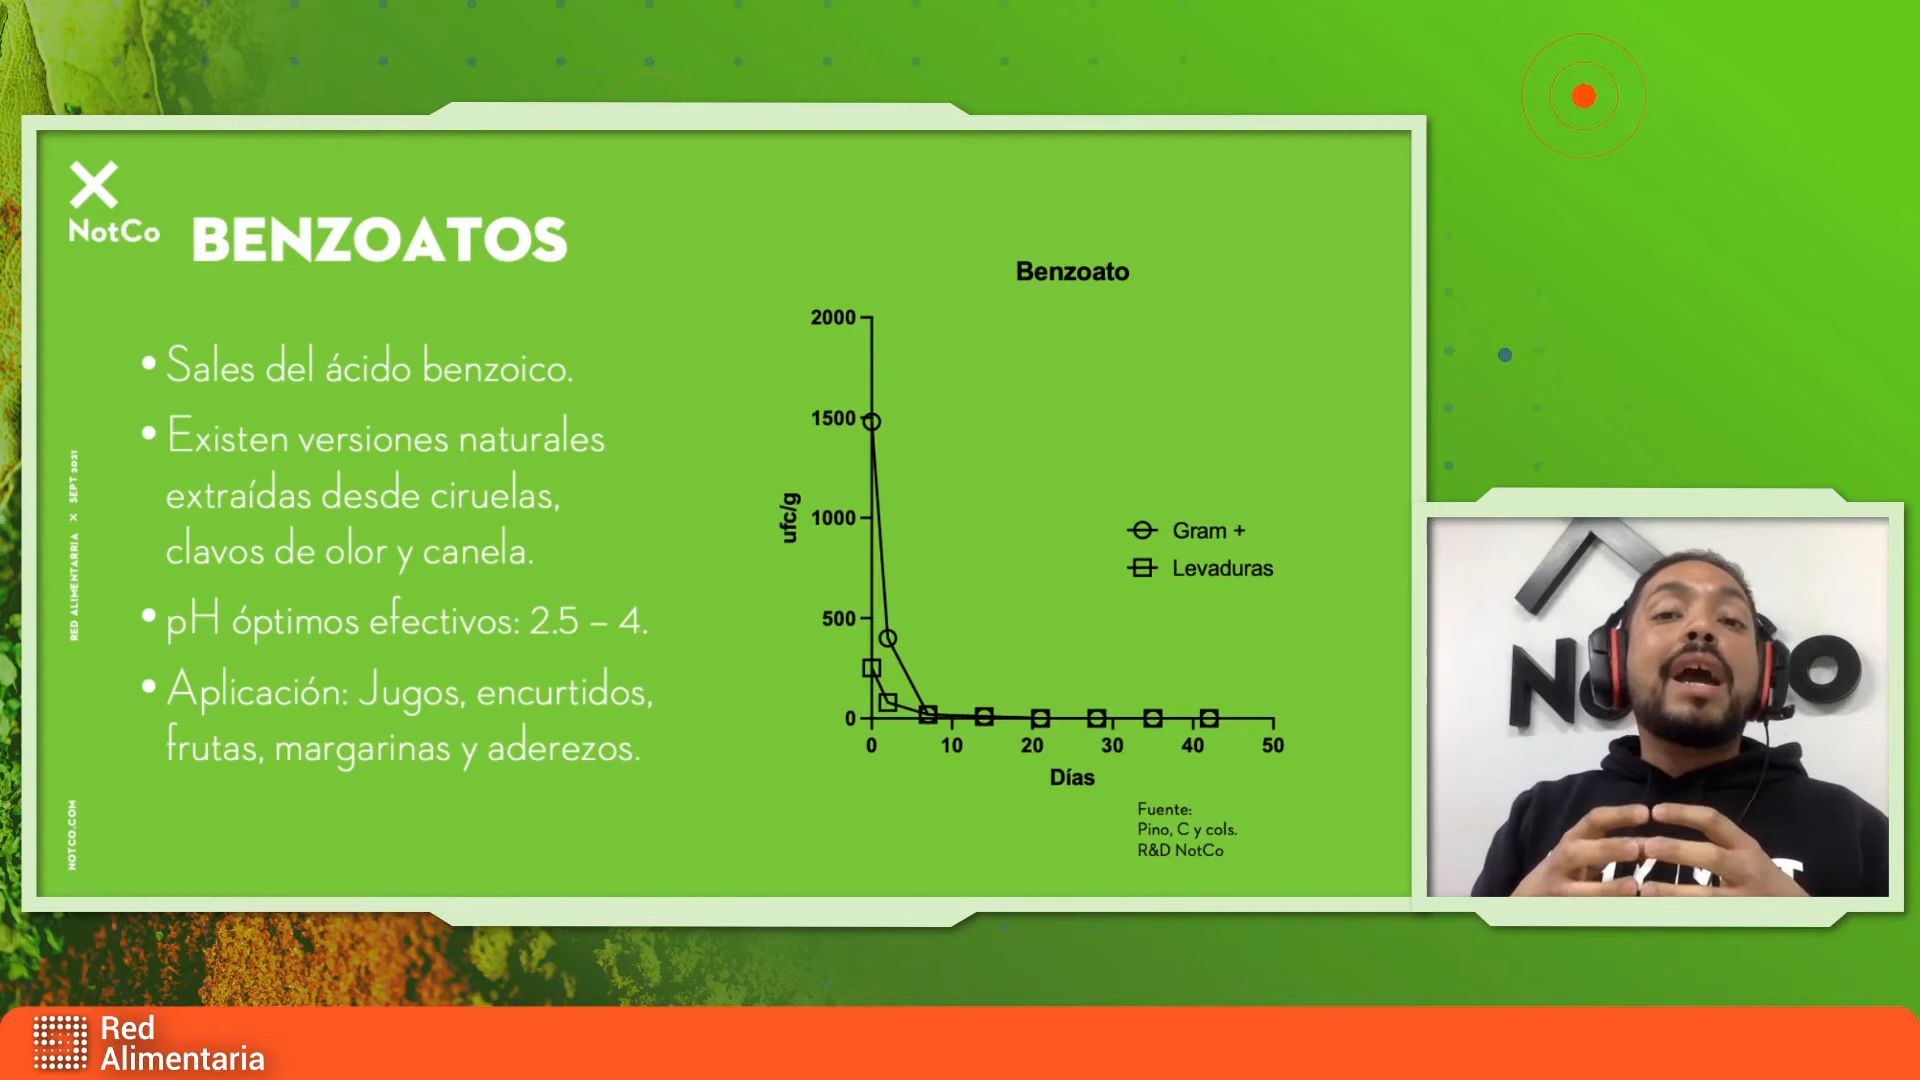 NotCo
BENZOATOS
• Sales del ácido benzoico.
• Existen versiones naturales
extraídas desde ciruelas,
clavos de olor y canela.
• pH óptimos efectivos: 2.5 – 4.
• Aplicación: Jugos, encurtidos,
frutas, margarinas y aderezos.
RED ALIMENTARRIA × SEPT 2021
NOTCO.COM
Benzoato
2000
1500
1000
500
0
ufc/g
Gram +
Levaduras
0 10 20 30 40 50
Días
Fuente:
Pino, C y cols.
R&D NotCo
Red
Alimentaria